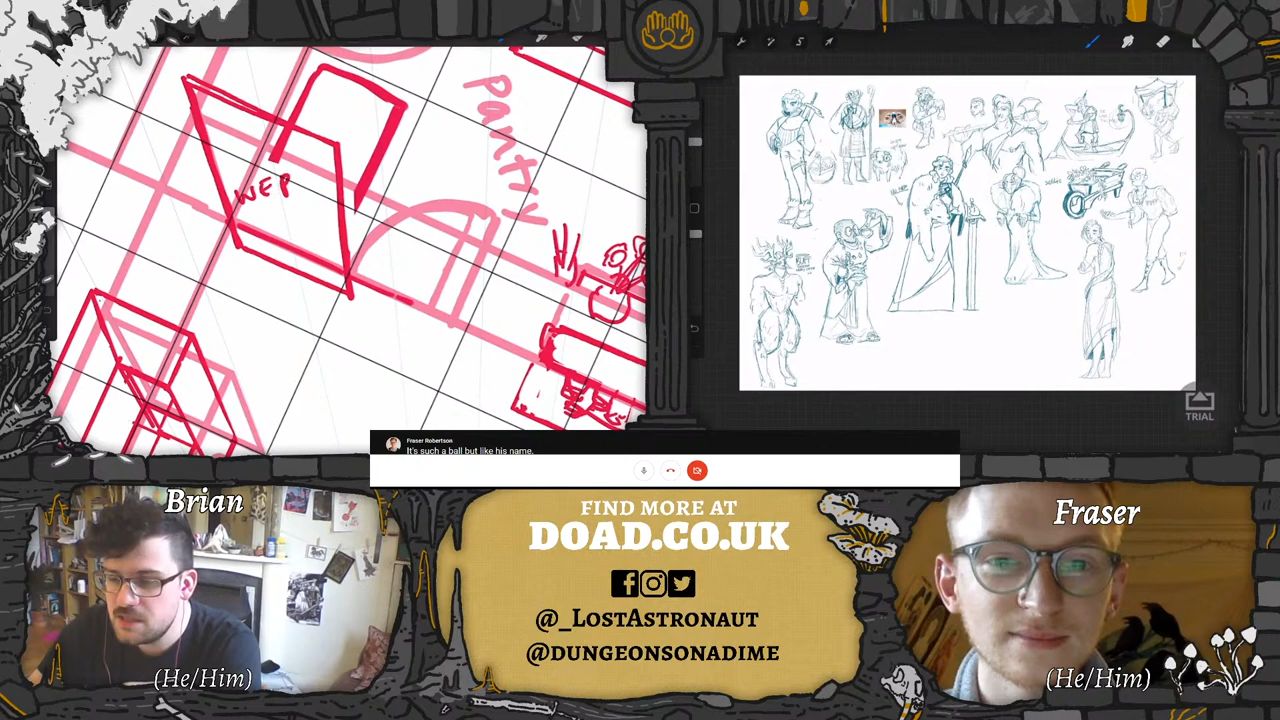 Pantry
WEP
TRIAL
Fraser Robertson
It's such a ball but like his name.
Brian
(He/Him)
FIND MORE AT
DOAD.CO.UK
@_LostAstronaut
@dungeonsonadime
Fraser
(He/Him)